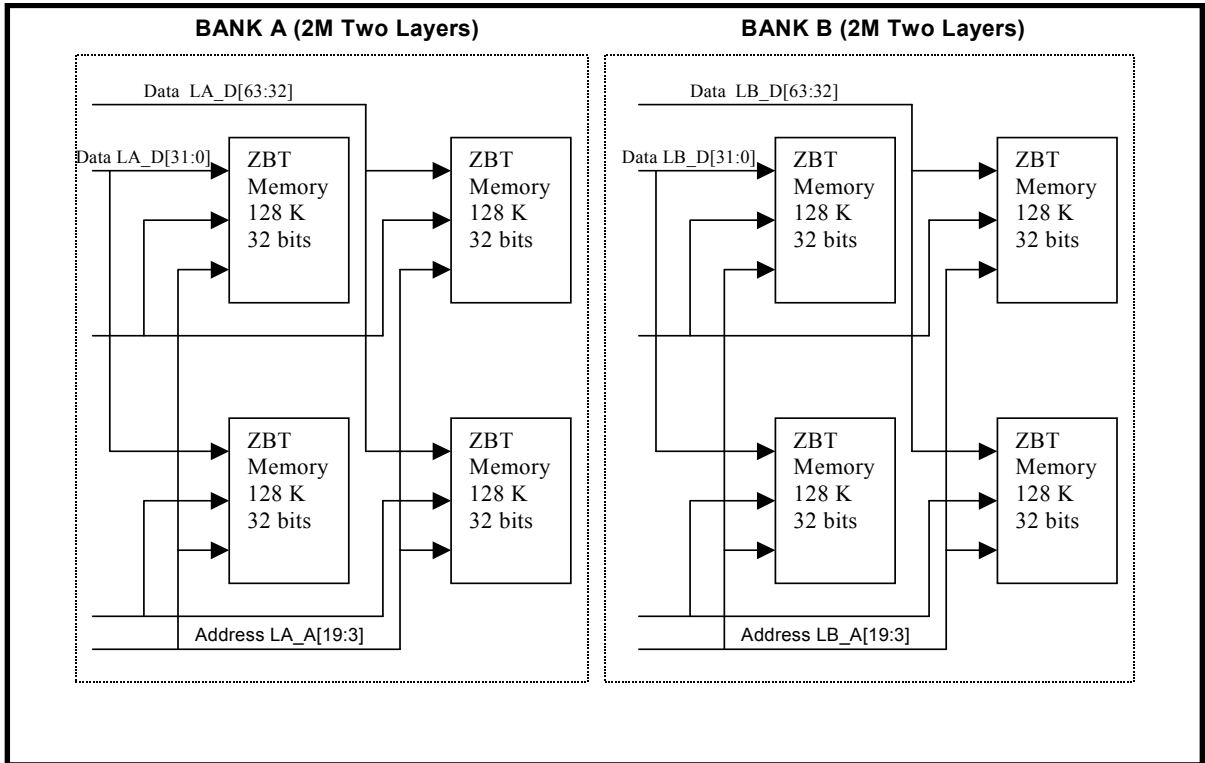 BANK A (2M Two Layers)
BANK B (2M Two Layers)
Data LA_D[63:32]
Data LB_D[63:32]
Data LA_D[31:0]
ZBT
Memory
128 K
32 bits
ZBT
Memory
128 K
32 bits
Data LB_D[31:0]
ZBT
Memory
128 K
32 bits
ZBT
Memory
128 K
32 bits
ZBT
Memory
128 K
32 bits
ZBT
Memory
128 K
32 bits
ZBT
Memory
128 K
32 bits
ZBT
Memory
128 K
32 bits
Address LA_A[19:3]
Address LB_A[19:3]